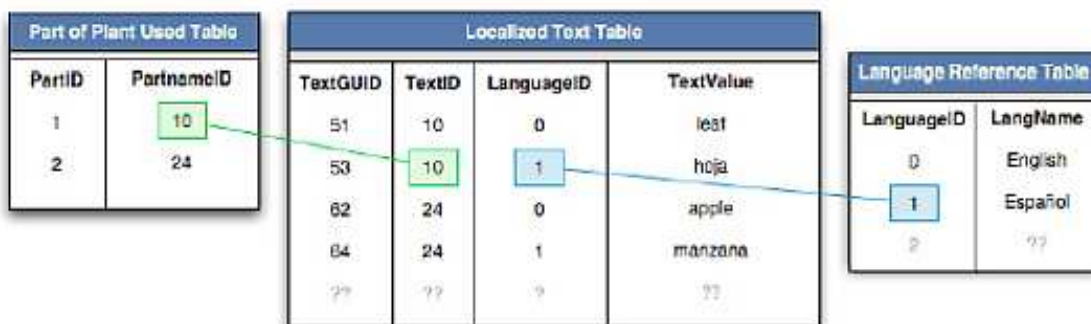 Part of Plant Used Table
PartID PartnameID
1 10
2 24
Localized Text Table
TextGUID TextID LanguageID TextValue
51 10 0 leaf
53 10 1 hoja
62 24 0 apple
64 24 1 manzana
?? ?? ? ??
Language Reference Table
LanguageID LangName
0 English
1 Español
2 ??